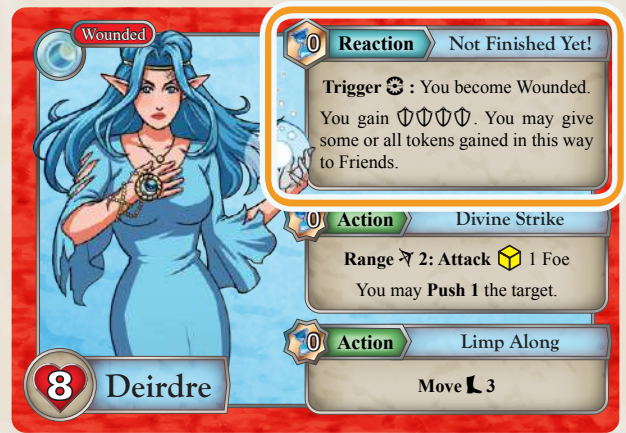 Wounded
0 Reaction Not Finished Yet!
Trigger : You become Wounded.
You gain . You may give
some or all tokens gained in this way
to Friends.
0 Action Divine Strike
Range 2: Attack 1 Foe
You may Push 1 the target.
0 Action Limp Along
Move 3
8 Deirdre